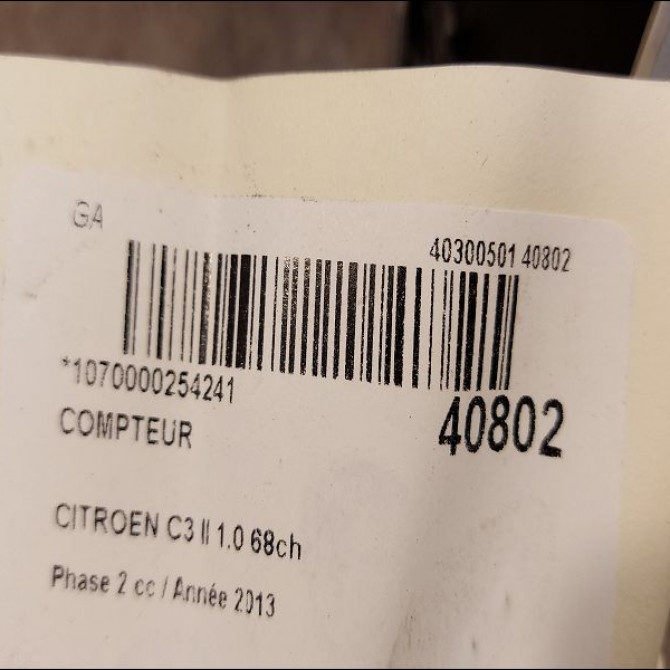 GA
40300501 40802
*1070000254241
40802
COMPTEUR
CITROEN C3 II 1.0 68ch
Phase 2 cc / Année 2013